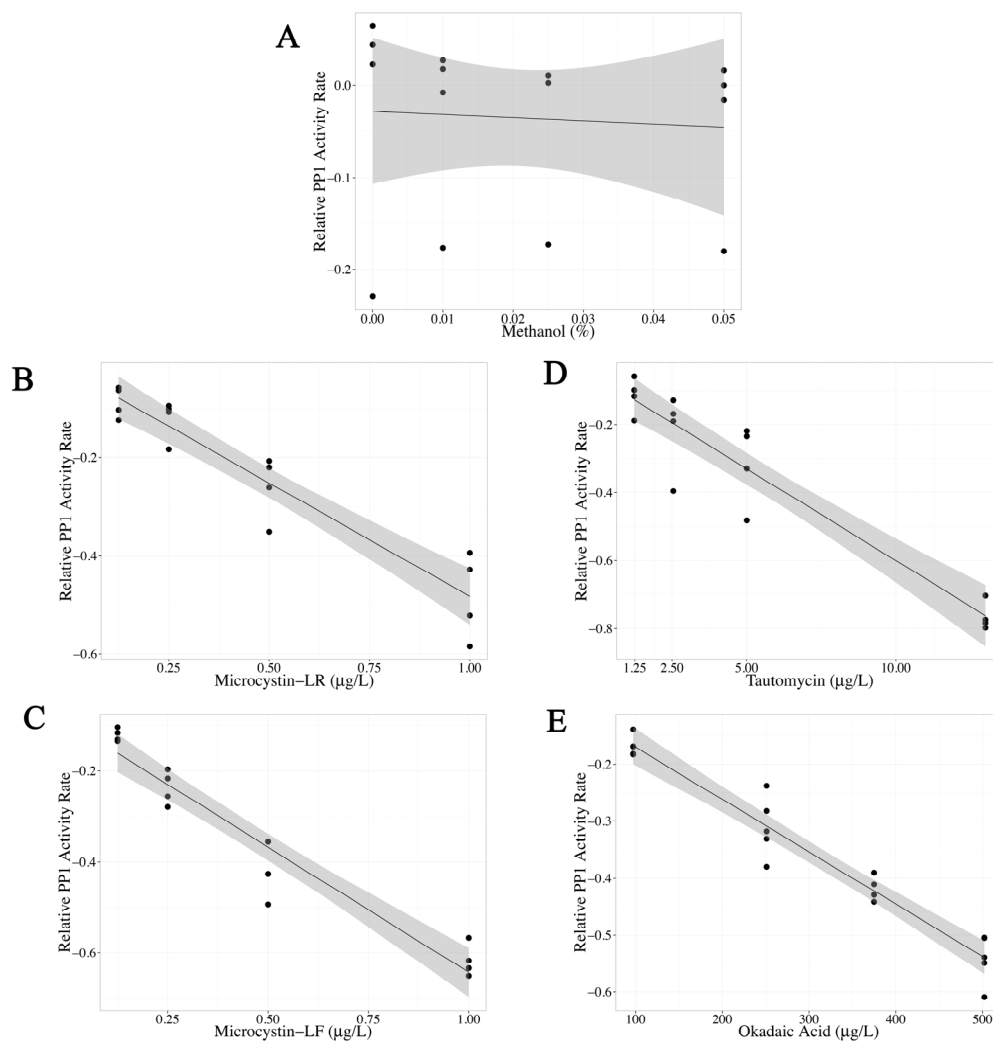 A
Relative PP1 Activity Rate
0.0
−0.1
−0.2
0.00 0.01 0.02 0.03 0.04 0.05
Methanol (%)
B
Relative PP1 Activity Rate
−0.2
−0.4
−0.6
0.25 0.50 0.75 1.00
Microcystin−LR (µg/L)
D
Relative PP1 Activity Rate
−0.2
−0.4
−0.6
−0.8
1.25 2.50 5.00 10.00
Tautomycin (µg/L)
C
Relative PP1 Activity Rate
−0.2
−0.4
−0.6
0.25 0.50 0.75 1.00
Microcystin−LF (µg/L)
E
Relative PP1 Activity Rate
−0.2
−0.3
−0.4
−0.5
−0.6
100 200 300 400 500
Okadaic Acid (µg/L)